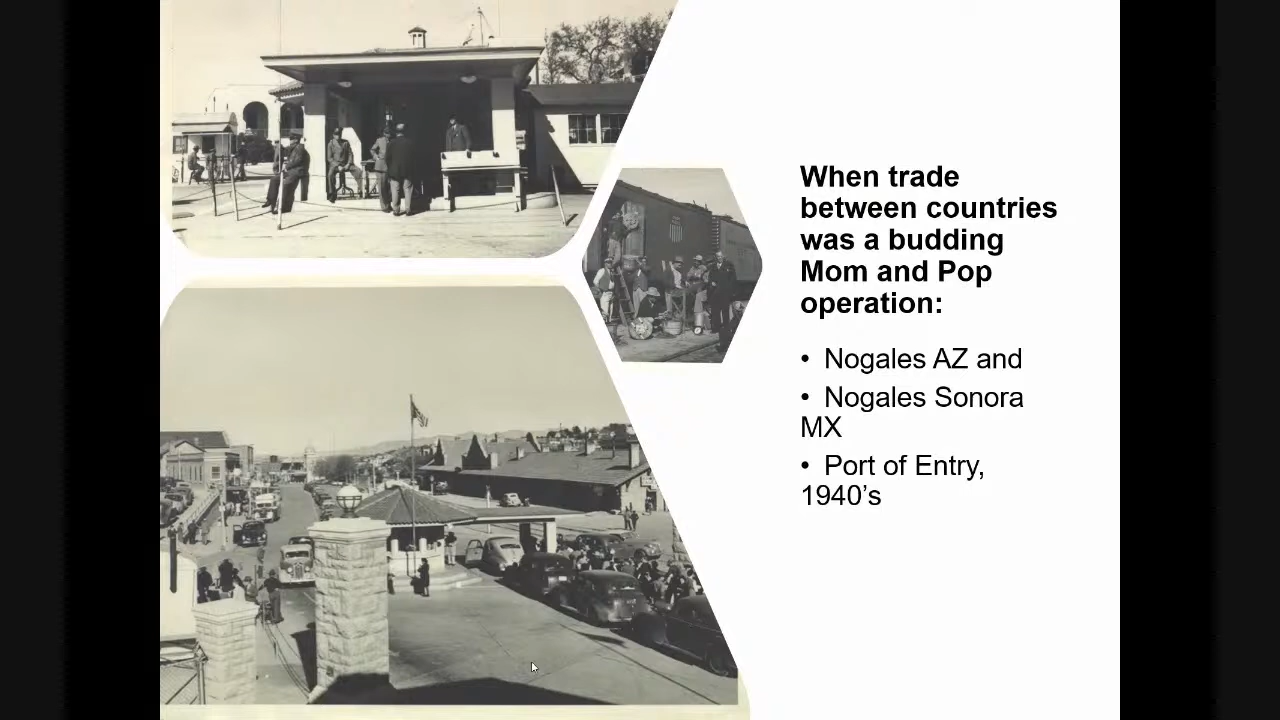 When trade
between countries
was a budding
Mom and Pop
operation:
• Nogales AZ and
• Nogales Sonora
MX
• Port of Entry,
1940’s